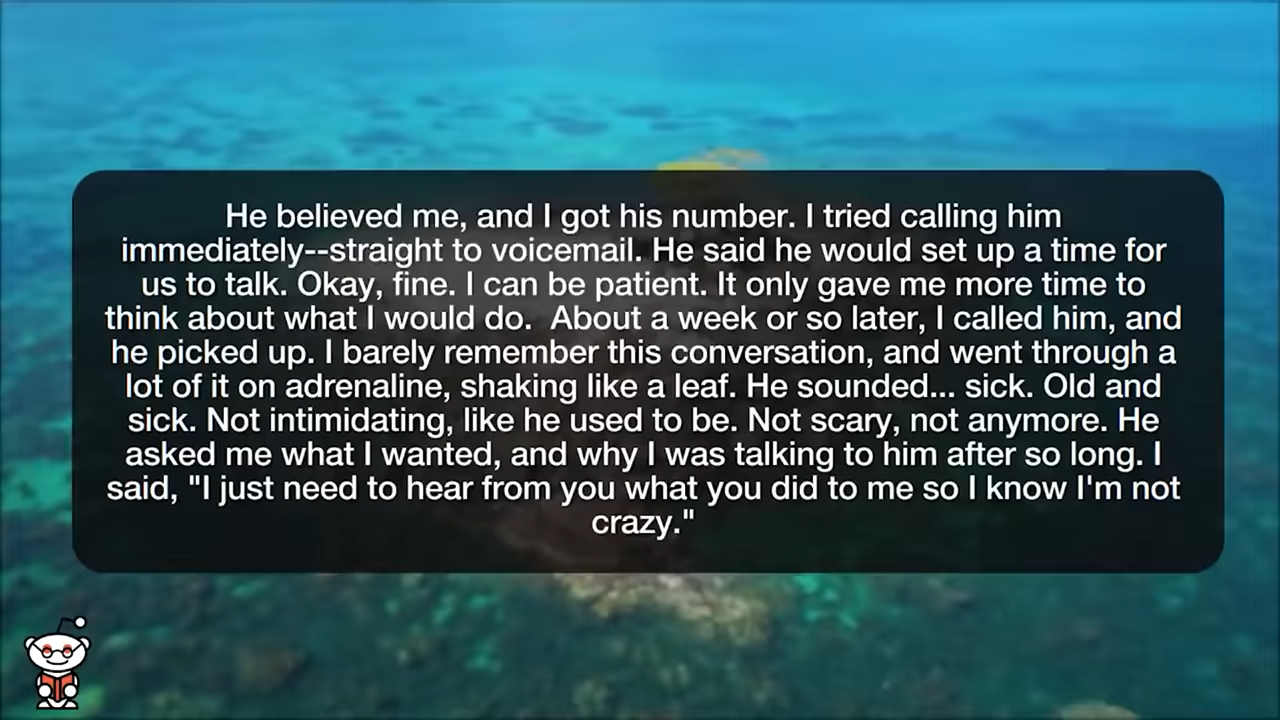 He believed me, and I got his number. I tried calling him
immediately--straight to voicemail. He said he would set up a time for
us to talk. Okay, fine. I can be patient. It only gave me more time to
think about what I would do.  About a week or so later, I called him, and
he picked up. I barely remember this conversation, and went through a
lot of it on adrenaline, shaking like a leaf. He sounded... sick. Old and
sick. Not intimidating, like he used to be. Not scary, not anymore. He
asked me what I wanted, and why I was talking to him after so long. I
said, "I just need to hear from you what you did to me so I know I'm not
crazy."